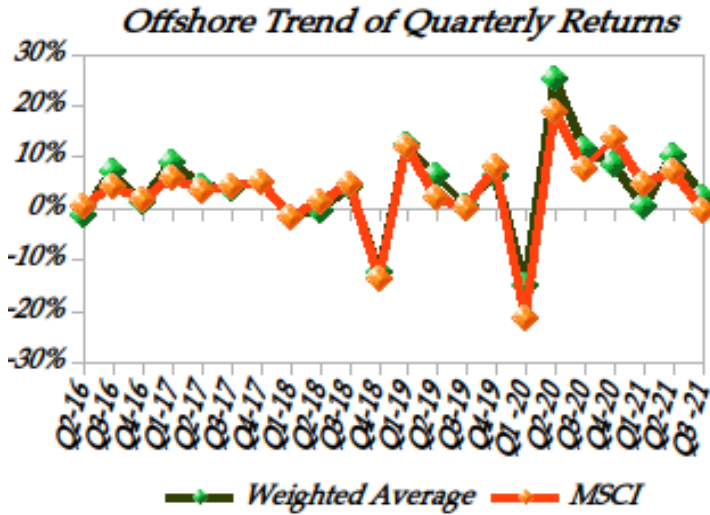 Offshore Trend of Quarterly Returns
30%
20%
10%
0%
-10%
-20%
-30%
Q2-16
Q3-16
Q4-16
Q1-17
Q2-17
Q3-17
Q4-17
Q1-18
Q2-18
Q3-18
Q4-18
Q1-19
Q2-19
Q3-19
Q4-19
Q1-20
Q2-20
Q3-20
Q4-20
Q1-21
Q2-21
Q3-21
Weighted Average MSCI